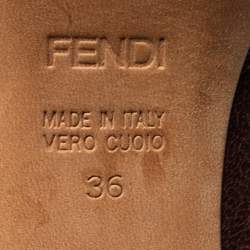 FENDI
MADE IN ITALY
VERO CUOIO
36